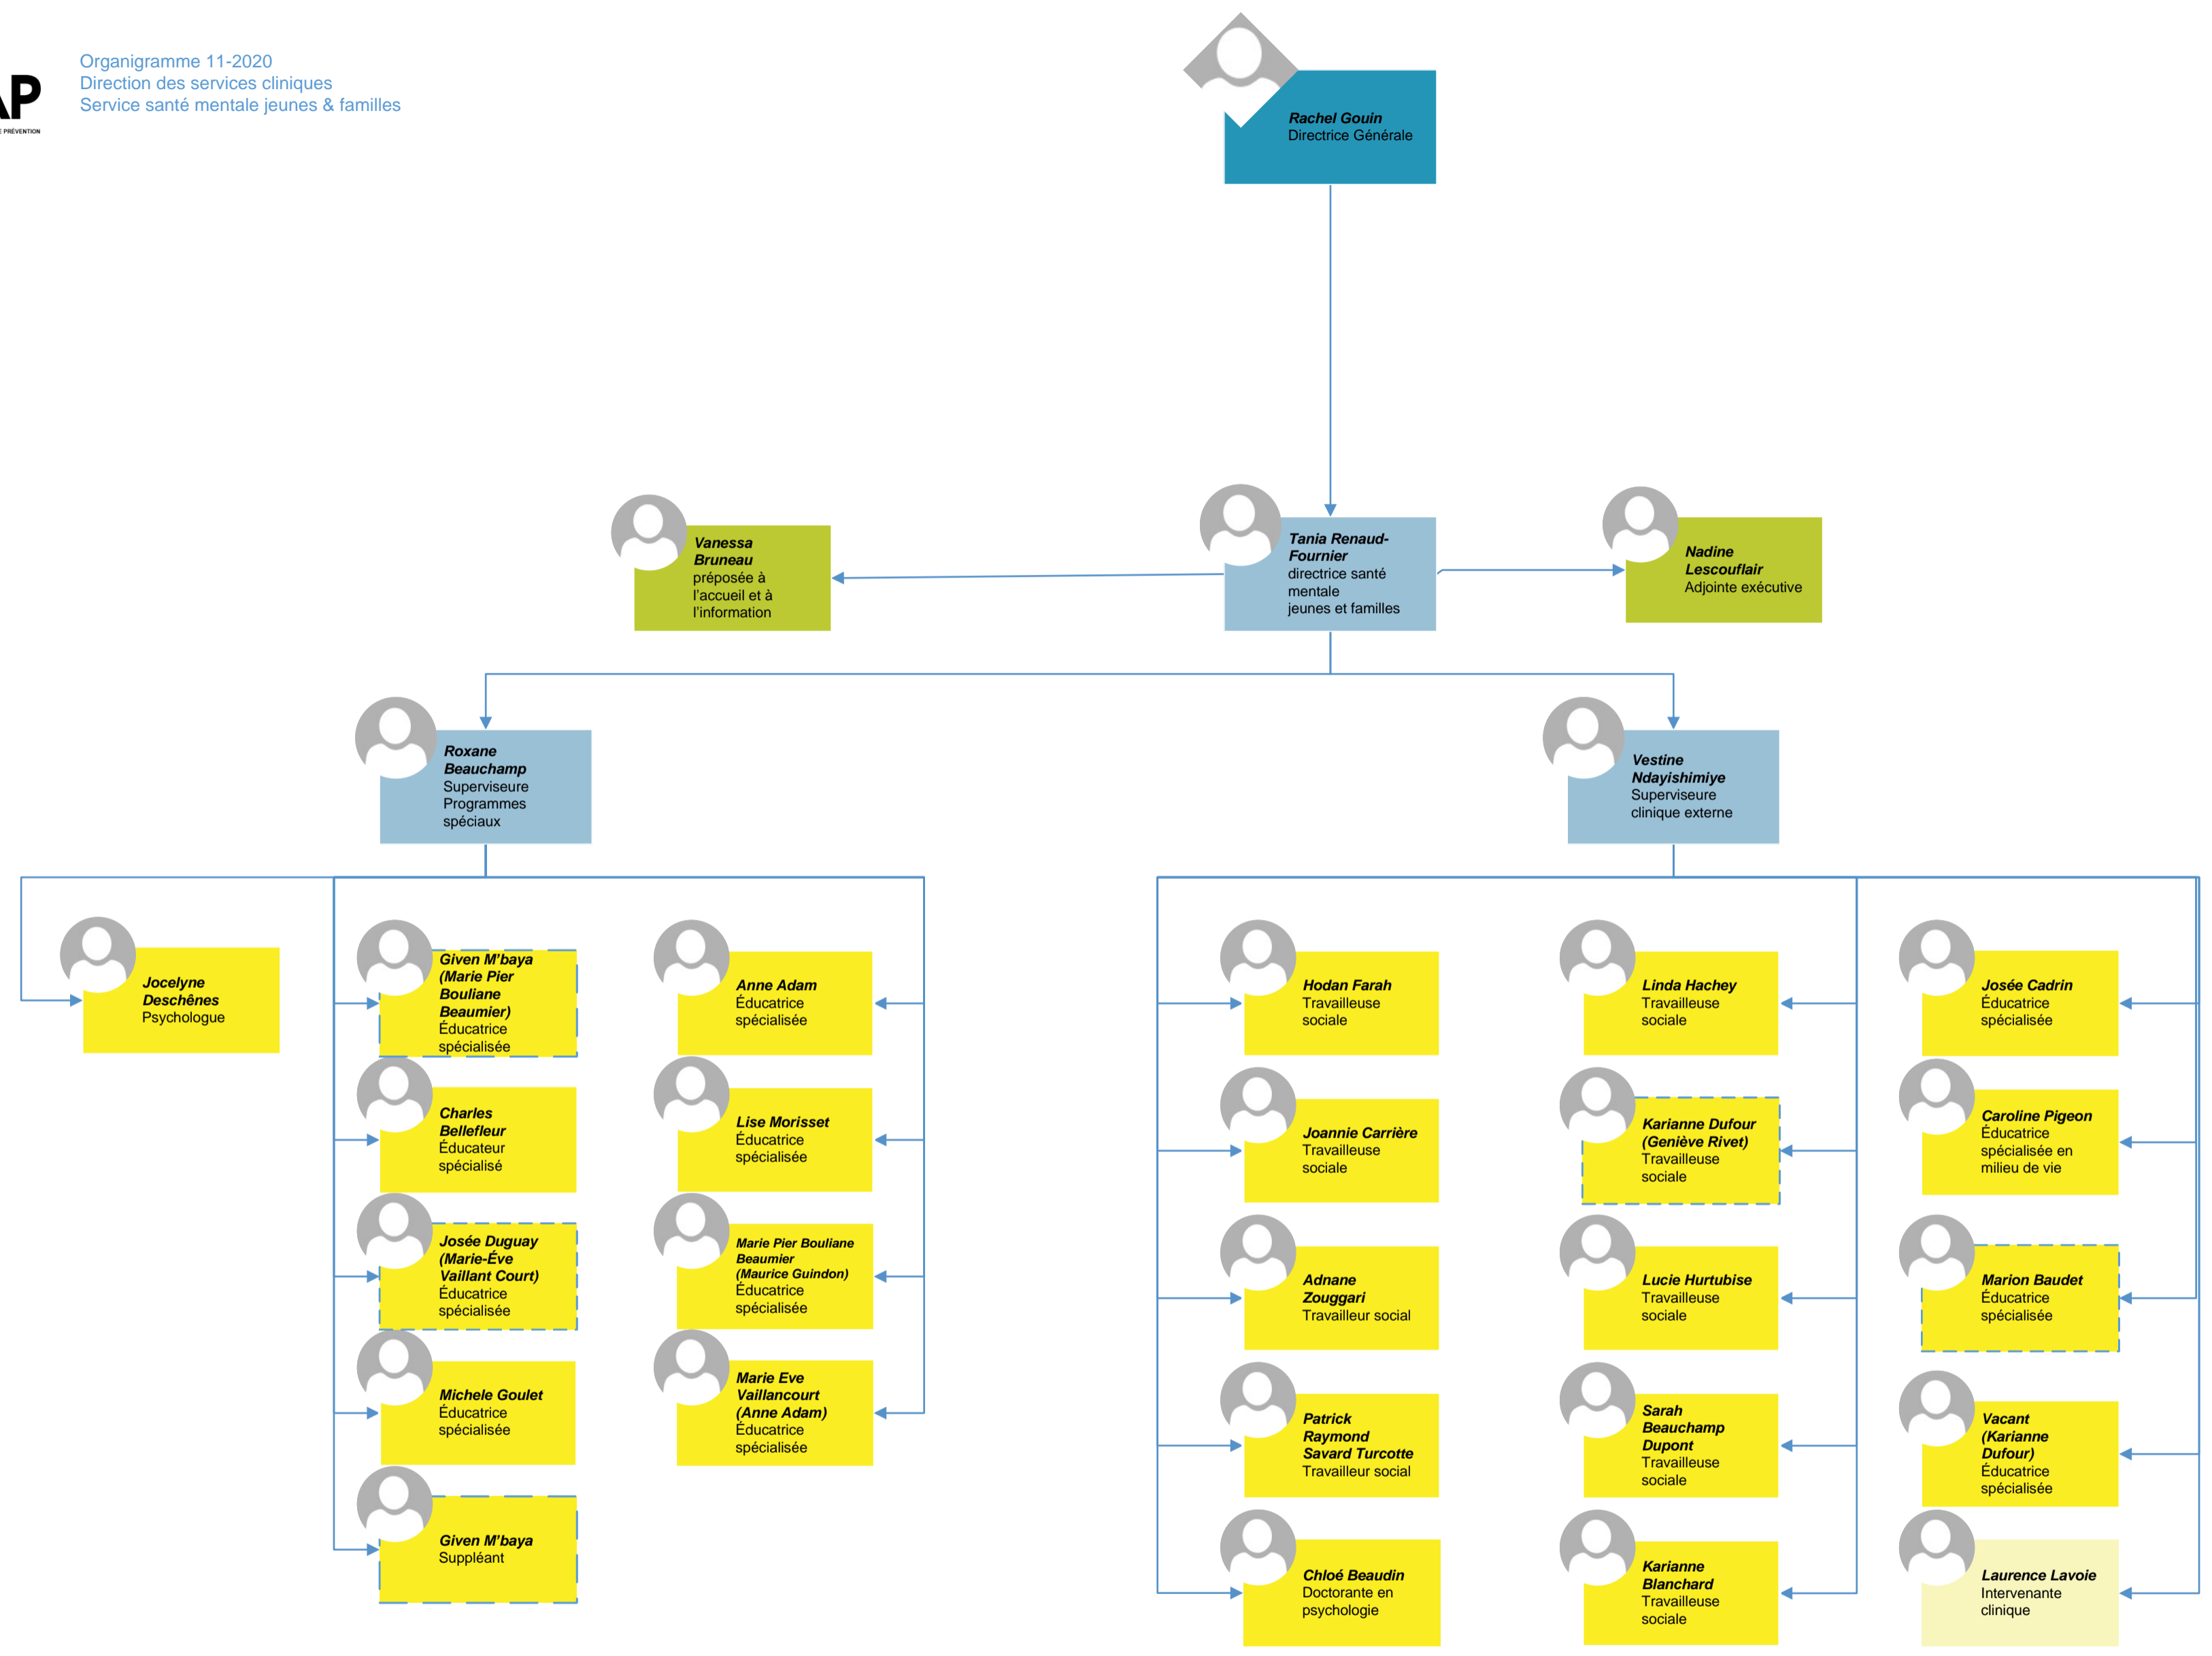 Organigramme 11-2020
Direction des services cliniques
Service santé mentale jeunes & familles
AP
E PRÉVENTION
Rachel Gouin
Directrice Générale
Vanessa
Bruneau
préposée à
l'accueil et à
l'information
Tania Renaud-
Fournier
directrice santé
mentale
jeunes et familles
Nadine
Lescouflair
Adjointe exécutive
Roxane
Beauchamp
Superviseure
Programmes
spéciaux
Vestine
Ndayishimiye
Superviseure
clinique externe
Jocelyne
Deschênes
Psychologue
Given M'baya
(Marie Pier
Bouliane
Beaumier)
Éducatrice
spécialisée
Charles
Bellefleur
Éducateur
spécialisé
Josée Duguay
(Marie-Éve
Vaillant Court)
Éducatrice
spécialisée
Michele Goulet
Éducatrice
spécialisée
Given M'baya
Suppléant
Anne Adam
Éducatrice
spécialisée
Lise Morisset
Éducatrice
spécialisée
Marie Pier Bouliane
Beaumier
(Maurice Guindon)
Éducatrice
spécialisée
Marie Eve
Vaillancourt
(Anne Adam)
Éducatrice
spécialisée
Hodan Farah
Travailleuse
sociale
Joannie Carrière
Travailleuse
sociale
Adnane
Zouggari
Travailleur social
Patrick
Raymond
Savard Turcotte
Travailleur social
Chloé Beaudin
Doctorante en
psychologie
Linda Hachey
Travailleuse
sociale
Karianne Dufour
(Geniève Rivet)
Travailleuse
sociale
Lucie Hurtubise
Travailleuse
sociale
Sarah
Beauchamp
Dupont
Travailleuse
sociale
Karianne
Blanchard
Travailleuse
sociale
Josée Cadrin
Éducatrice
spécialisée
Caroline Pigeon
Éducatrice
spécialisée en
milieu de vie
Marion Baudet
Éducatrice
spécialisée
Vacant
(Karianne
Dufour)
Éducatrice
spécialisée
Laurence Lavoie
Intervenante
clinique